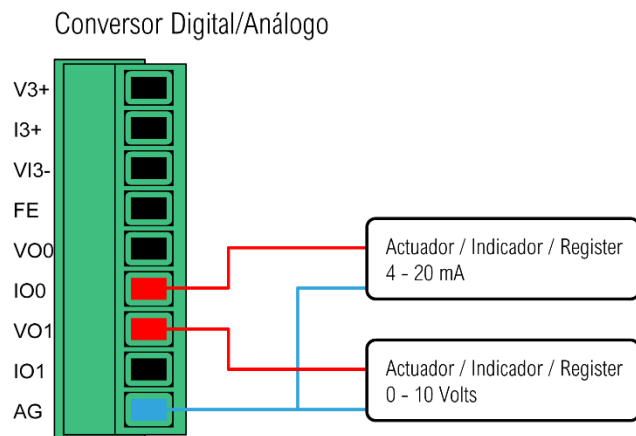 Conversor Digital/Análogo
V3+
I3+
VI3-
FE
VO0
IO0
VO1
IO1
AG
Actuador / Indicador / Register
4 - 20 mA
Actuador / Indicador / Register
0 - 10 Volts